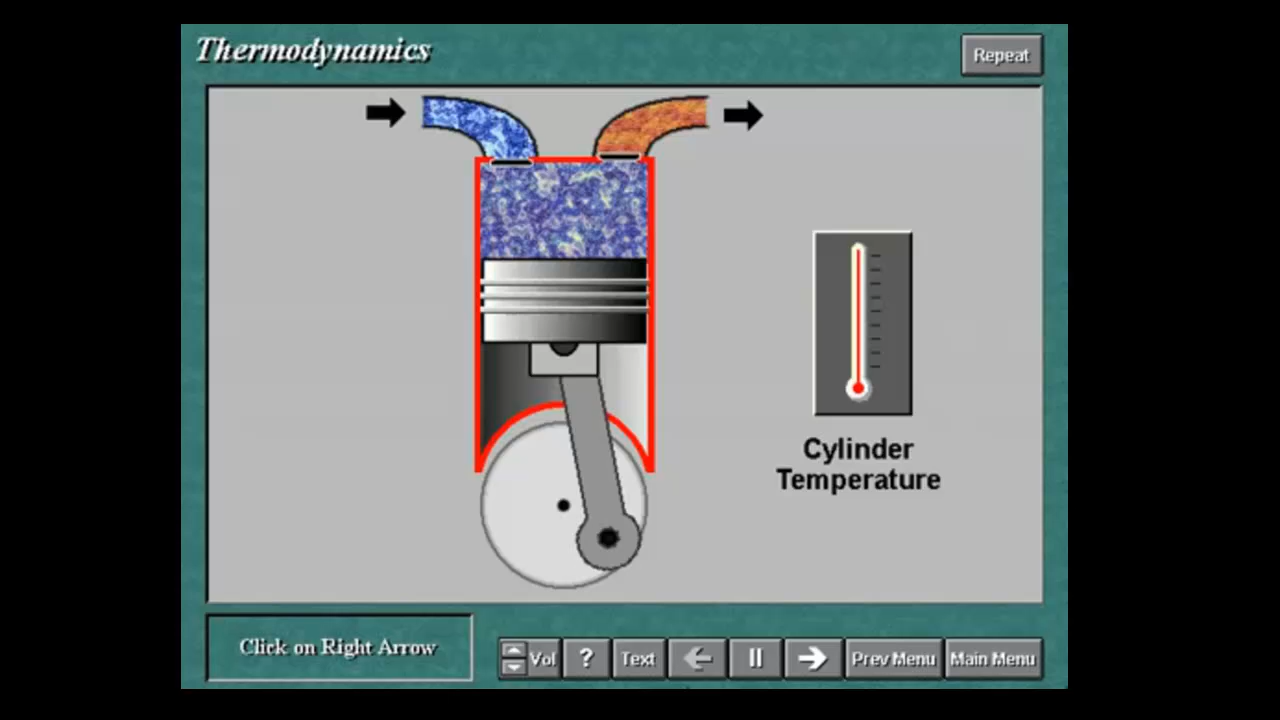 Thermodynamics
Repeat
Cylinder
Temperature
Click on Right Arrow
Vol
?
Text
Prev Menu
Main Menu